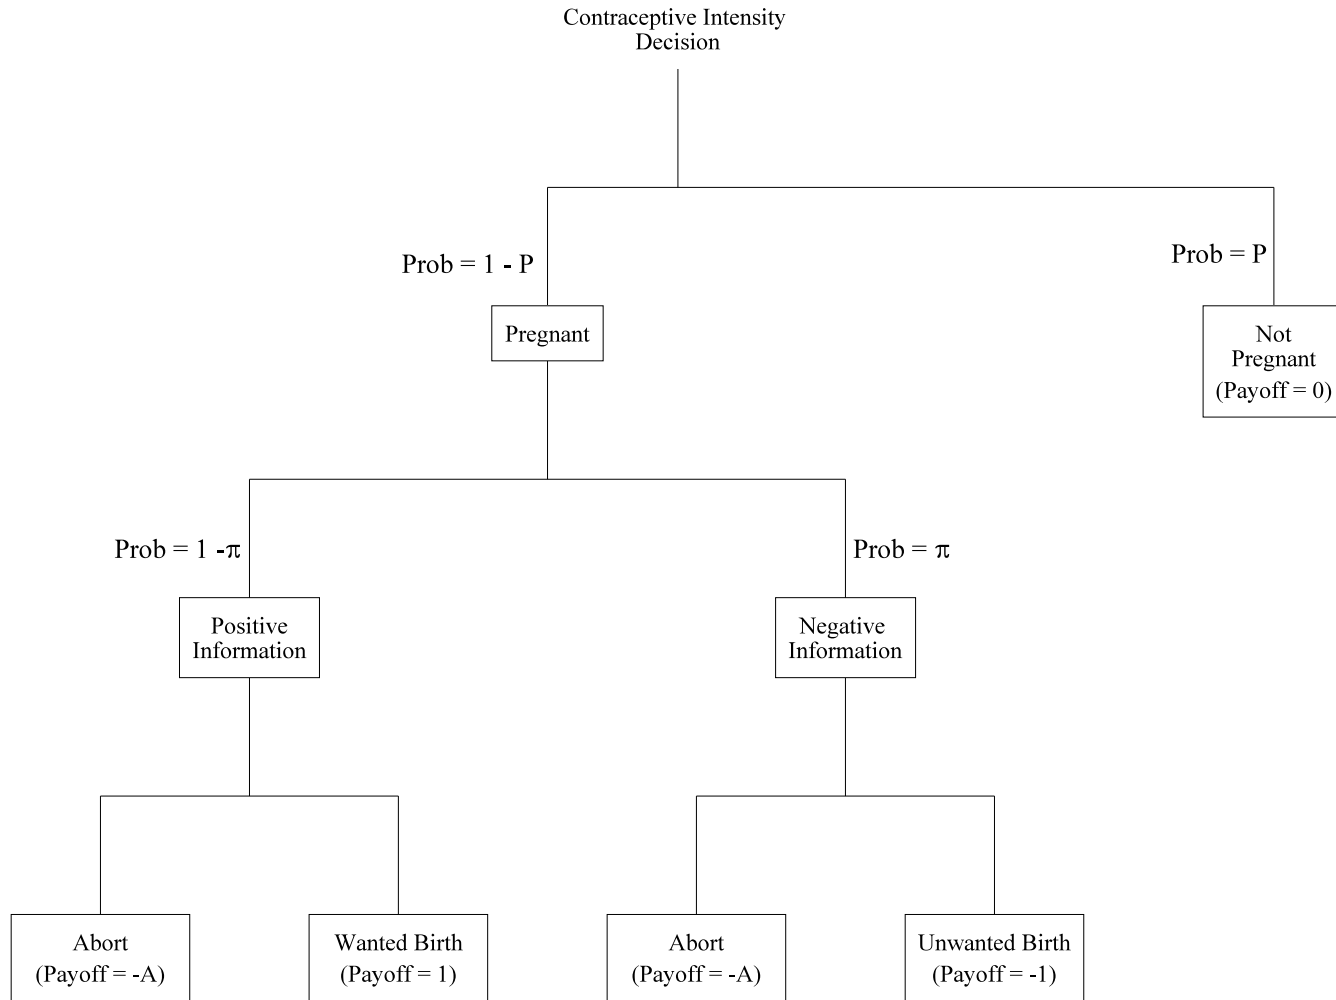 Contraceptive Intensity
Decision
Prob = 1 - P
Prob = P
Pregnant
Not
Pregnant
(Payoff = 0)
Prob = 1 -π
Prob = π
Positive
Information
Negative
Information
Abort
(Payoff = -A)
Wanted Birth
(Payoff = 1)
Abort
(Payoff = -A)
Unwanted Birth
(Payoff = -1)